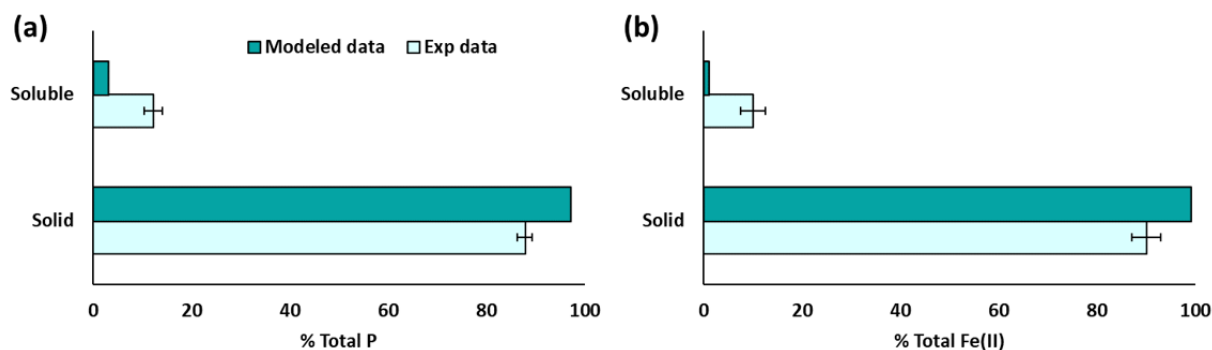 (a)
Modeled data
Exp data
Soluble
Solid
0 20 40 60 80 100
% Total P
(b)
Soluble
Solid
0 20 40 60 80 100
% Total Fe(II)